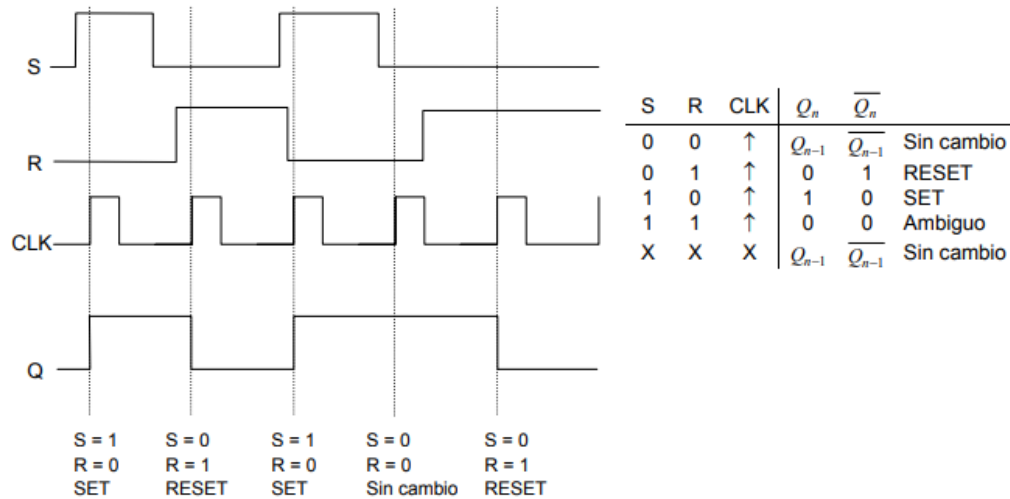 S
R
CLK
Q
S = 1 S = 0 S = 1 S = 0 S = 0
R = 0 R = 1 R = 0 R = 0 R = 1
SET RESET SET Sin cambio RESET
S R CLK Qₙ Q̅ₙ
0 0 ↑ Qₙ₋₁ Q̅ₙ₋₁ Sin cambio
0 1 ↑ 0 1 RESET
1 0 ↑ 1 0 SET
1 1 ↑ 0 0 Ambiguo
X X X Qₙ₋₁ Q̅ₙ₋₁ Sin cambio